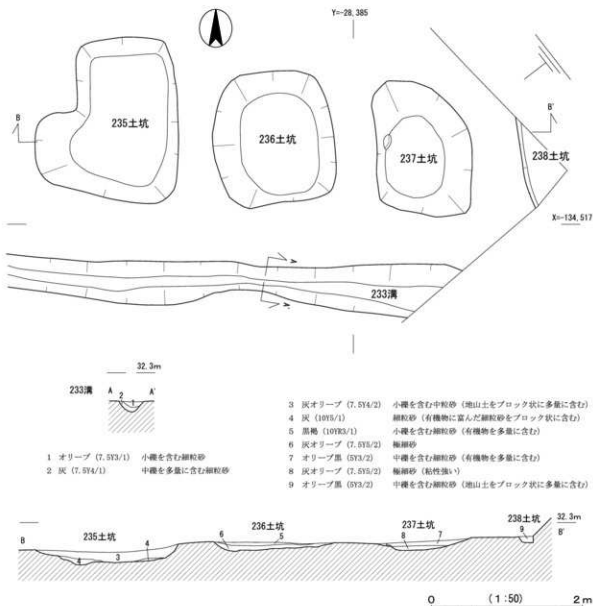 Y=-28,385
B
235土坑
236土坑
237土坑
B'
238土坑
X=-134,517
233溝
32.3m
233溝
A
A'
2
1
1 オリーブ (7.5Y3/1) 小礫を含む細粒砂
2 灰 (7.5Y4/1) 中礫を多量に含む細粒砂
3 灰オリーブ (7.5Y4/2) 小礫を含む中粒砂 (地山土をブロック状に多量に含む)
4 灰 (10Y5/1) 細粒砂 (有機物に富んだ細粒砂をブロック状に含む)
5 黒褐 (10YR3/1) 小礫を含む細粒砂 (有機物を多量に含む)
6 灰オリーブ (7.5Y5/2) 極細砂
7 オリーブ黒 (5Y3/2) 中礫を含む細粒砂 (有機物を多量に含む)
8 灰オリーブ (7.5Y5/2) 極細砂 (粘性強い)
9 オリーブ黒 (5Y3/2) 中礫を含む細粒砂 (地山土をブロック状に多量に含む)
B
235土坑
4
3
4
236土坑
6
5
237土坑
8
7
238土坑
9
32.3m
B'
0 (1:50) 2m